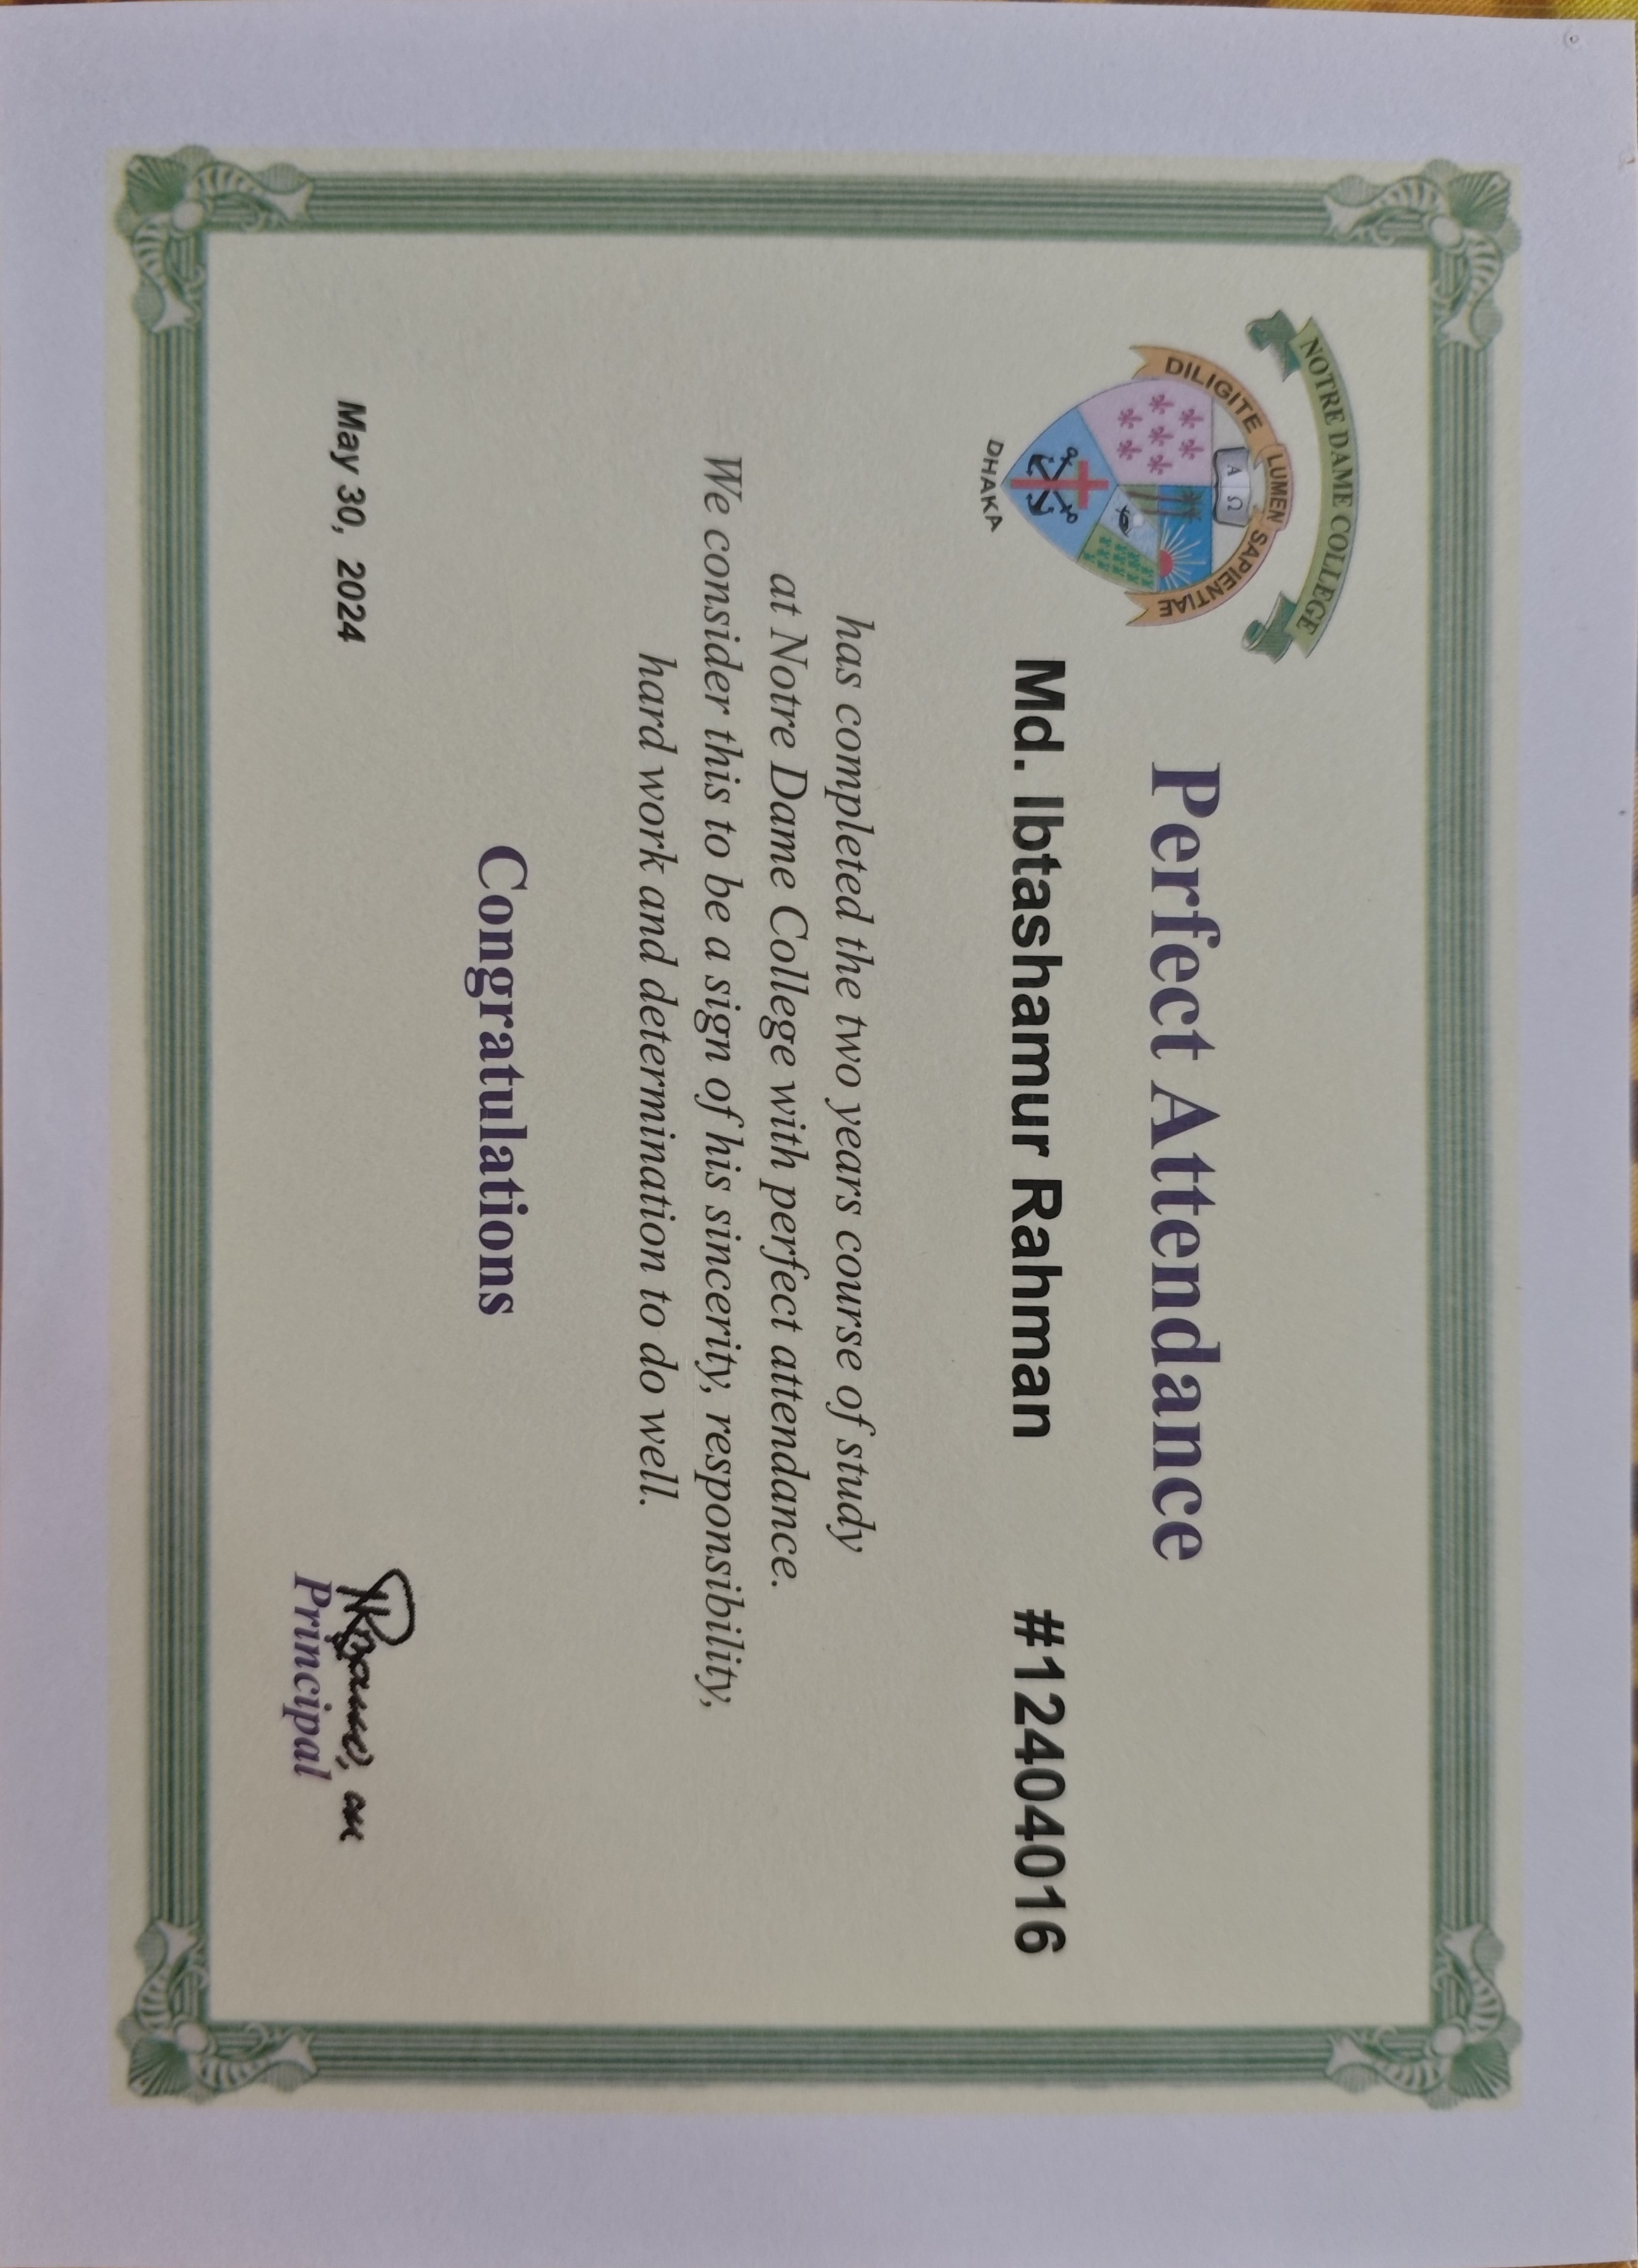 NOTRE DAME COLLEGE
DILIGITE LUMEN SAPIENTIAE
Α Ω
DHAKA
Perfect Attendance
Md. Ibtashamur Rahman #12404016
has completed the two years course of study
at Notre Dame College with perfect attendance.
We consider this to be a sign of his sincerity, responsibility,
hard work and determination to do well.
Congratulations
May 30, 2024
Principal